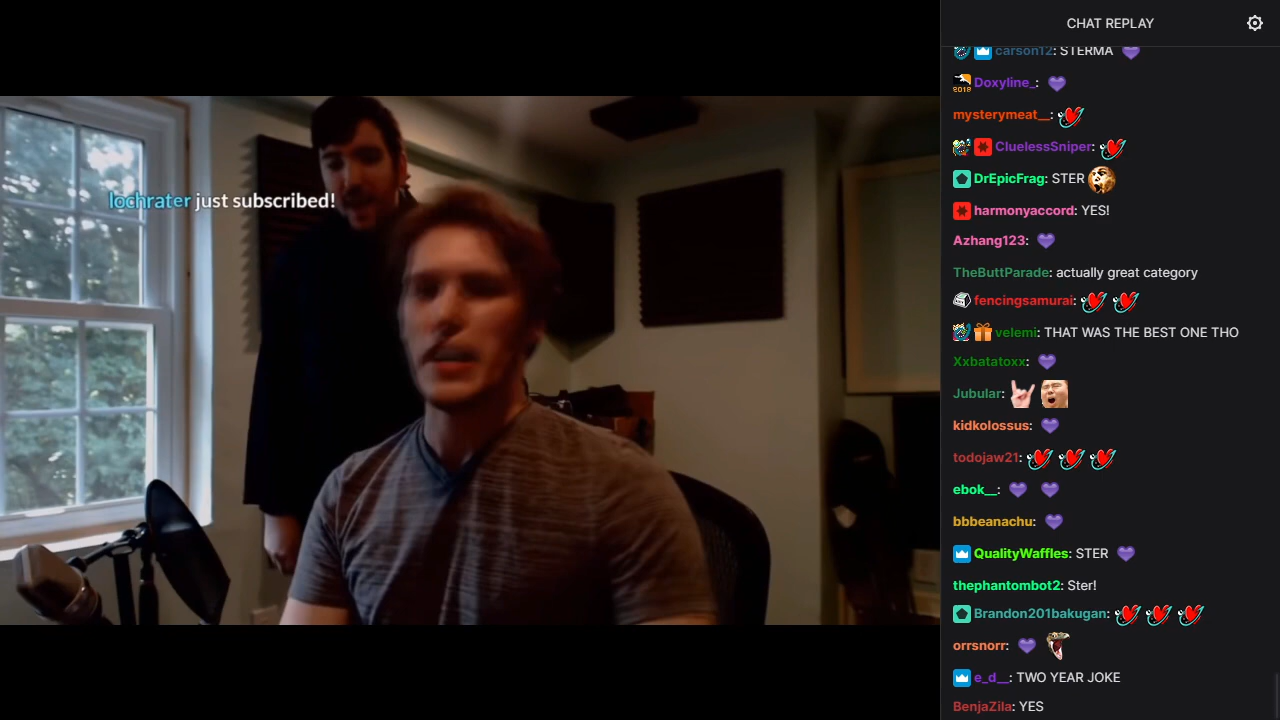 CHAT REPLAY
carson12: STERMA
Doxyline_:
mysterymeat__:
CluelessSniper:
DrEpicFrag: STER
harmonyaccord: YES!
Azhang123:
TheButtParade: actually great category
fencingsamurai:
velemi: THAT WAS THE BEST ONE THO
Xxbatatoxx:
Jubular:
kidkolossus:
todojaw21:
ebok__:
bbbeanachu:
QualityWaffles: STER
thephantombot2: Ster!
Brandon201bakugan:
orrsnorr:
e_d__: TWO YEAR JOKE
BenjaZila: YES
lochrater just subscribed!